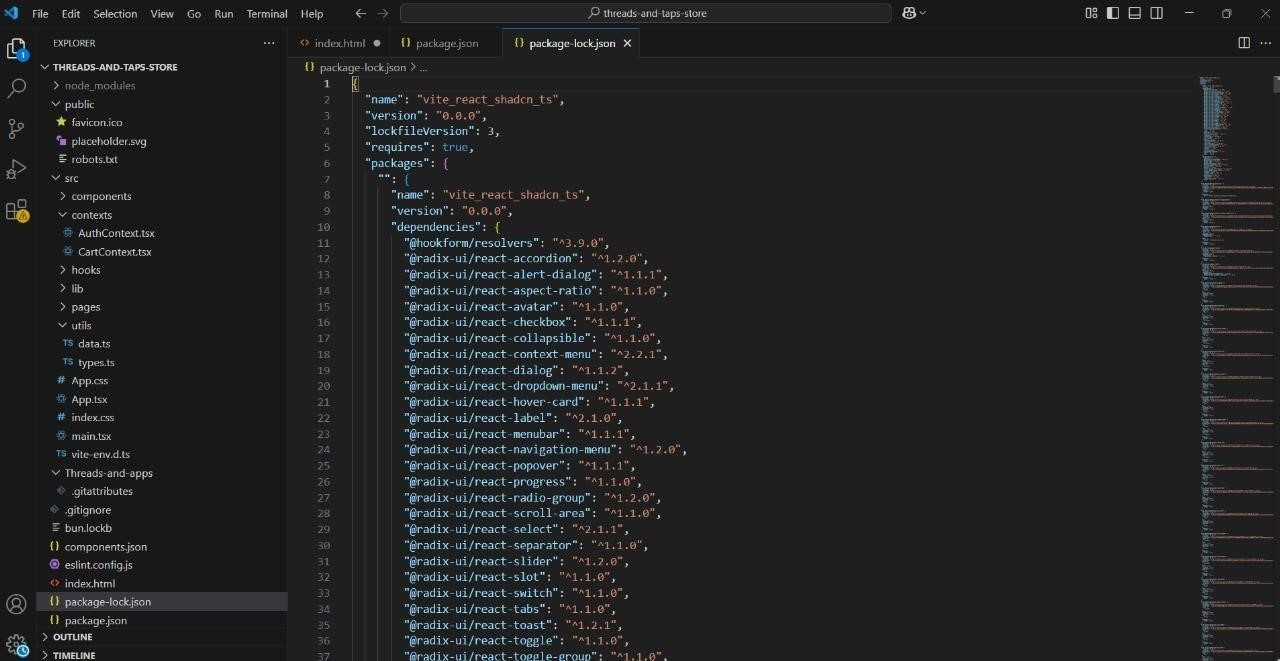 File Edit Selection View Go Run Terminal Help
threads-and-taps-store
EXPLORER
THREADS-AND-TAPS-STORE
node_modules
public
favicon.ico
placeholder.svg
robots.txt
src
components
contexts
AuthContext.tsx
CartContext.tsx
hooks
lib
pages
utils
TS data.ts
TS types.ts
# App.css
App.tsx
# index.css
main.tsx
TS vite-env.d.ts
Threads-and-apps
.gitattributes
.gitignore
bun.lockb
{} components.json
eslint.config.js
<> index.html
{} package-lock.json
{} package.json
OUTLINE
TIMELINE
1
<> index.html ● {} package.json {} package-lock.json ×
{} package-lock.json > ...
1 {
2 "name": "vite_react_shadcn_ts",
3 "version": "0.0.0",
4 "lockfileVersion": 3,
5 "requires": true,
6 "packages": {
7 "": {
8 "name": "vite_react_shadcn_ts",
9 "version": "0.0.0",
10 "dependencies": {
11 "@hookform/resolvers": "^3.9.0",
12 "@radix-ui/react-accordion": "^1.2.0",
13 "@radix-ui/react-alert-dialog": "^1.1.1",
14 "@radix-ui/react-aspect-ratio": "^1.1.0",
15 "@radix-ui/react-avatar": "^1.1.0",
16 "@radix-ui/react-checkbox": "^1.1.1",
17 "@radix-ui/react-collapsible": "^1.1.0",
18 "@radix-ui/react-context-menu": "^2.2.1",
19 "@radix-ui/react-dialog": "^1.1.2",
20 "@radix-ui/react-dropdown-menu": "^2.1.1",
21 "@radix-ui/react-hover-card": "^1.1.1",
22 "@radix-ui/react-label": "^2.1.0",
23 "@radix-ui/react-menubar": "^1.1.1",
24 "@radix-ui/react-navigation-menu": "^1.2.0",
25 "@radix-ui/react-popover": "^1.1.1",
26 "@radix-ui/react-progress": "^1.1.0",
27 "@radix-ui/react-radio-group": "^1.2.0",
28 "@radix-ui/react-scroll-area": "^1.1.0",
29 "@radix-ui/react-select": "^2.1.1",
30 "@radix-ui/react-separator": "^1.1.0",
31 "@radix-ui/react-slider": "^1.2.0",
32 "@radix-ui/react-slot": "^1.1.0",
33 "@radix-ui/react-switch": "^1.1.0",
34 "@radix-ui/react-tabs": "^1.1.0",
35 "@radix-ui/react-toast": "^1.2.1",
36 "@radix-ui/react-toggle": "^1.1.0",
37 "@radix-ui/react-toggle-group": "^1.1.0",